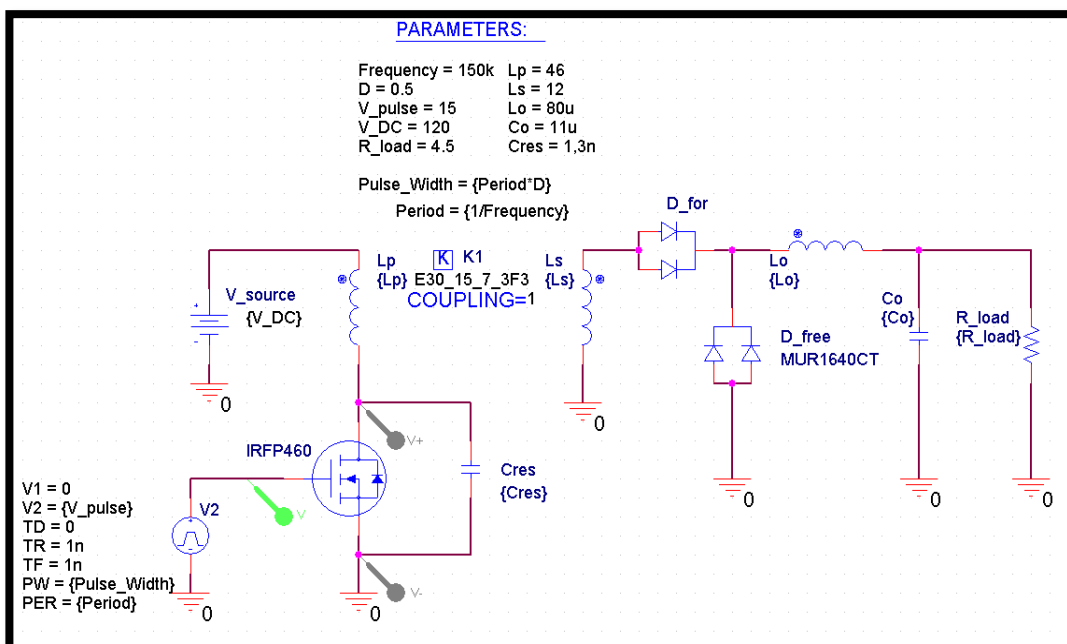 PARAMETERS:
Frequency = 150k Lp = 46
D = 0.5 Ls = 12
V_pulse = 15 Lo = 80u
V_DC = 120 Co = 11u
R_load = 4.5 Cres = 1,3n
Pulse_Width = {Period*D}
Period = {1/Frequency}
D_for
Lp
{Lp}
K K1
E30_15_7_3F3
COUPLING=1
Ls
{Ls}
Lo
{Lo}
V_source
{V_DC}
+
-
0
0
D_free
MUR1640CT
Co
{Co}
R_load
{R_load}
0
0
0
IRFP460
V+
Cres
{Cres}
V1 = 0
V2 = {V_pulse}
TD = 0
TR = 1n
TF = 1n
PW = {Pulse_Width}
PER = {Period}
V2
+
-
V
V-
0
0